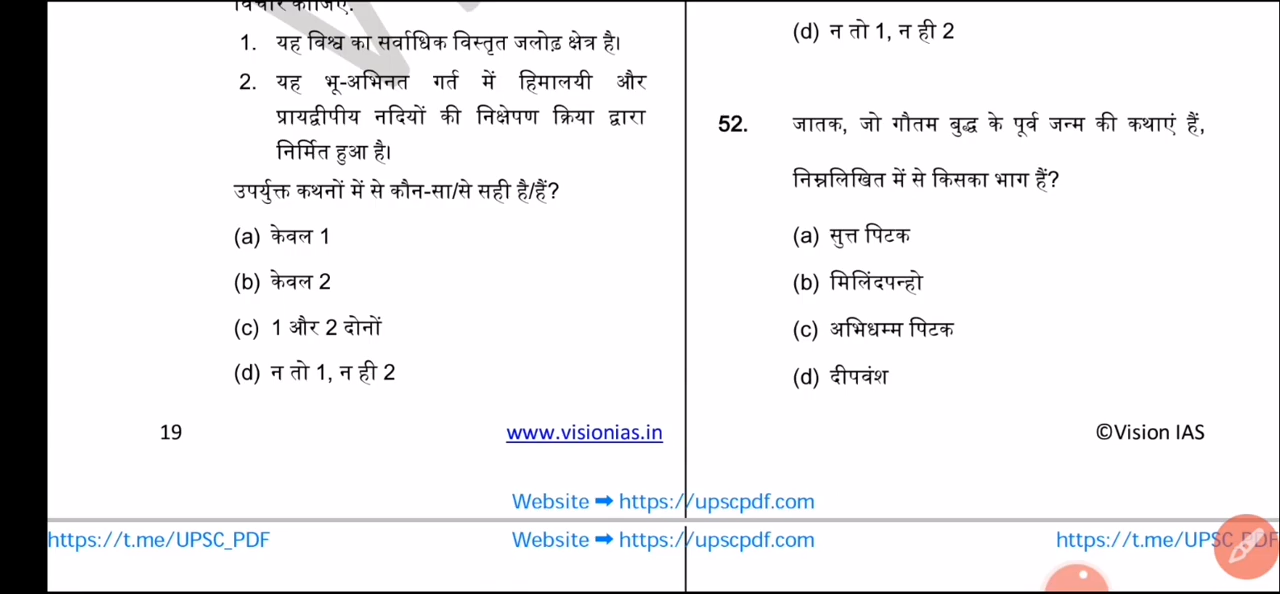 विचार कीजिए:
1. यह विश्व का सर्वाधिक विस्तृत जलोढ़ क्षेत्र है।
2. यह भू-अभिनत गर्त में हिमालयी और
प्रायद्वीपीय नदियों की निक्षेपण क्रिया द्वारा
निर्मित हुआ है।
उपर्युक्त कथनों में से कौन-सा/से सही है/हैं?
(a) केवल 1
(b) केवल 2
(c) 1 और 2 दोनों
(d) न तो 1, न ही 2
(d) न तो 1, न ही 2
52. जातक, जो गौतम बुद्ध के पूर्व जन्म की कथाएं हैं,
निम्नलिखित में से किसका भाग हैं?
(a) सुत्त पिटक
(b) मिलिंदपन्हो
(c) अभिधम्म पिटक
(d) दीपवंश
19 www.visionias.in ©Vision IAS
Website ➡ https://upscpdf.com
https://t.me/UPSC_PDF Website ➡ https://upscpdf.com https://t.me/UPSC_PDF